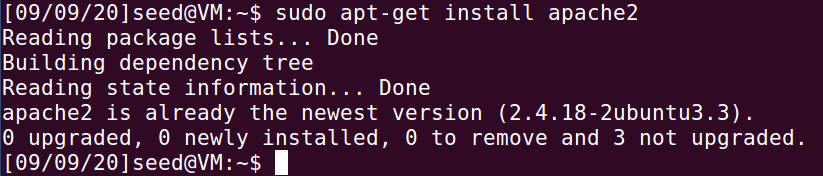 [09/09/20]seed@VM:~$ sudo apt-get install apache2
Reading package lists... Done
Building dependency tree
Reading state information... Done
apache2 is already the newest version (2.4.18-2ubuntu3.3).
0 upgraded, 0 newly installed, 0 to remove and 3 not upgraded.
[09/09/20]seed@VM:~$